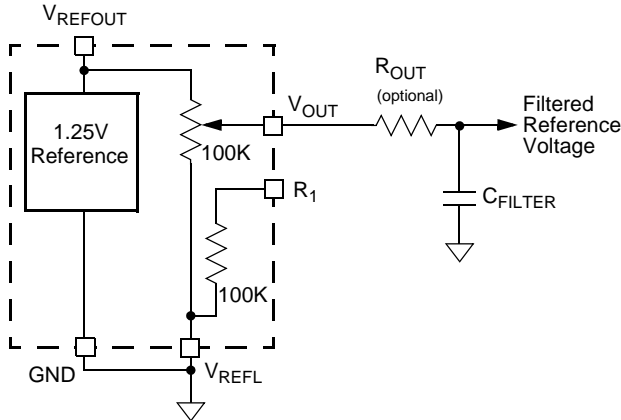 VREFOUT
1.25V
Reference
100K
VOUT
ROUT
(optional)
Filtered
Reference
Voltage
R1
CFILTER
100K
GND
VREFL